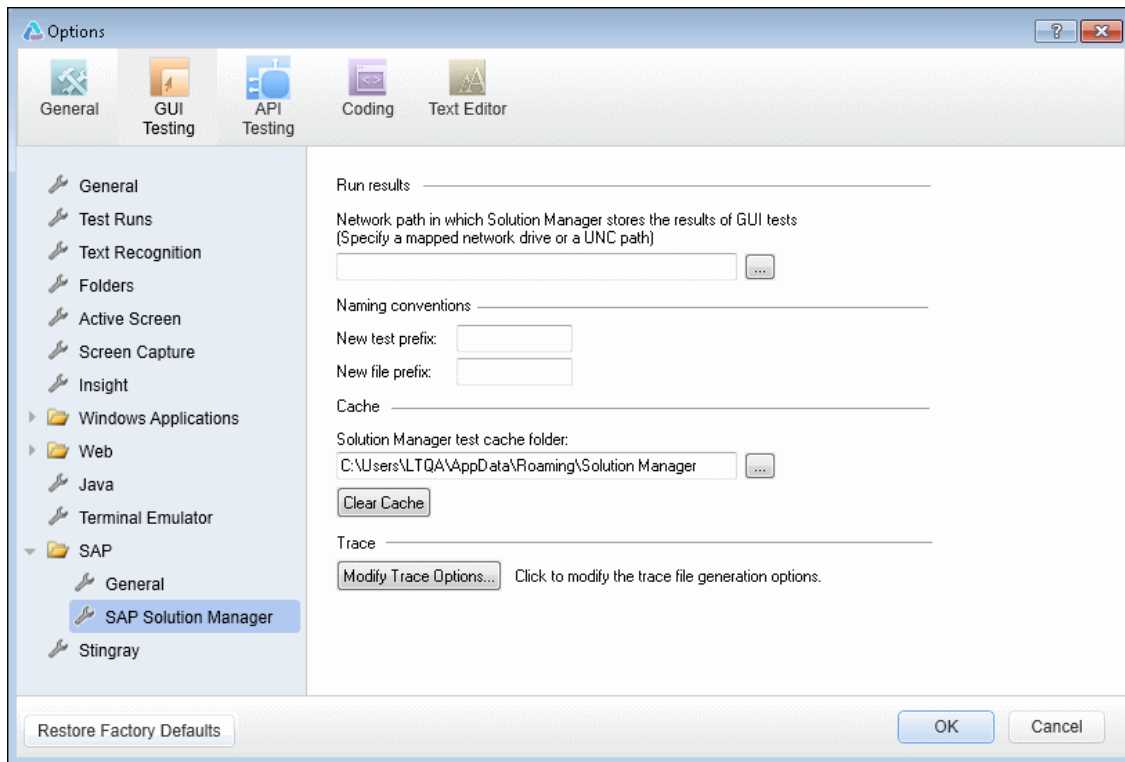 Options
General
GUI
Testing
API
Testing
Coding
Text Editor
General
Test Runs
Text Recognition
Folders
Active Screen
Screen Capture
Insight
Windows Applications
Web
Java
Terminal Emulator
SAP
General
SAP Solution Manager
Stingray
Run results
Network path in which Solution Manager stores the results of GUI tests
(Specify a mapped network drive or a UNC path)
...
Naming conventions
New test prefix:
New file prefix:
Cache
Solution Manager test cache folder:
C:\Users\LTQA\AppData\Roaming\Solution Manager
...
Clear Cache
Trace
Modify Trace Options...
Click to modify the trace file generation options.
Restore Factory Defaults
OK
Cancel